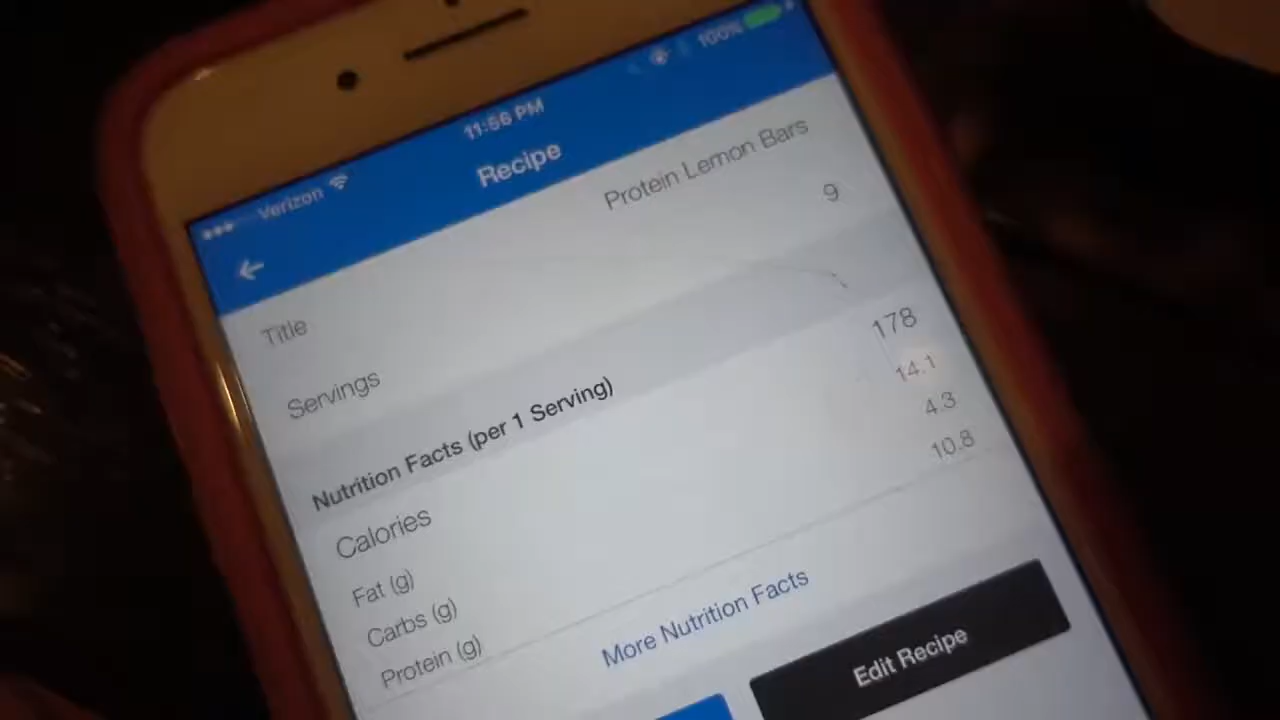 Verizon 11:56 PM 100%
Recipe
Title Protein Lemon Bars
Servings 9
Nutrition Facts (per 1 Serving)
Calories 178
Fat (g) 14.1
Carbs (g) 4.3
Protein (g) 10.8
More Nutrition Facts
Edit Recipe